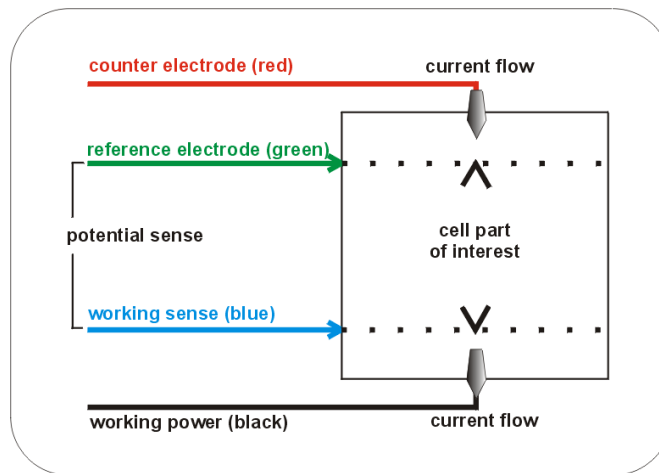 counter electrode (red)
current flow
reference electrode (green)
potential sense
cell part
of interest
working sense (blue)
working power (black)
current flow